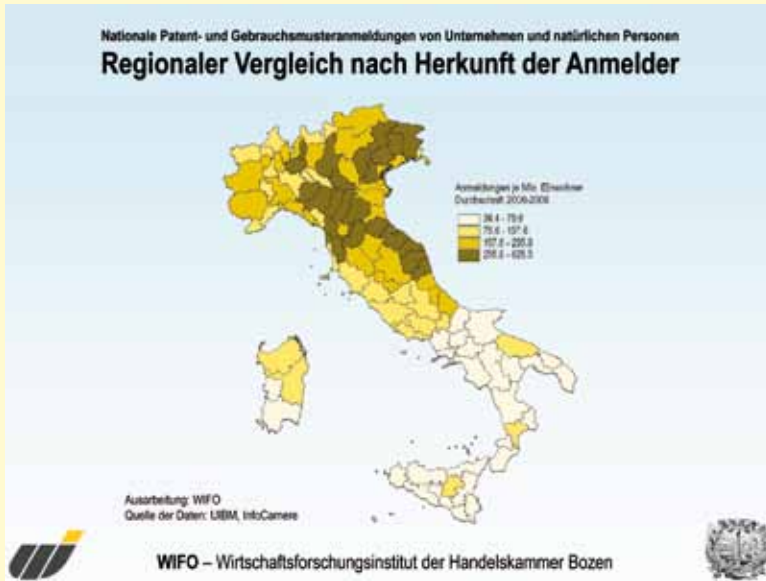 Nationale Patent- und Gebrauchsmusteranmeldungen von Unternehmen und natürlichen Personen
Regionaler Vergleich nach Herkunft der Anmelder
Anmeldungen je Mio. Einwohner
Durchschnitt
Ausarbeitung: WIFO
Quelle der Daten: UIBM, InfoCamere
WIFO – Wirtschaftsforschungsinstitut der Handelskammer Bozen